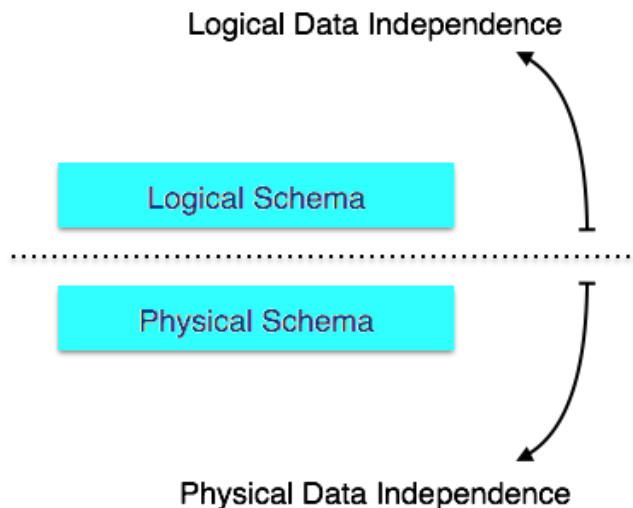 Logical Data Independence
Logical Schema
Physical Schema
Physical Data Independence